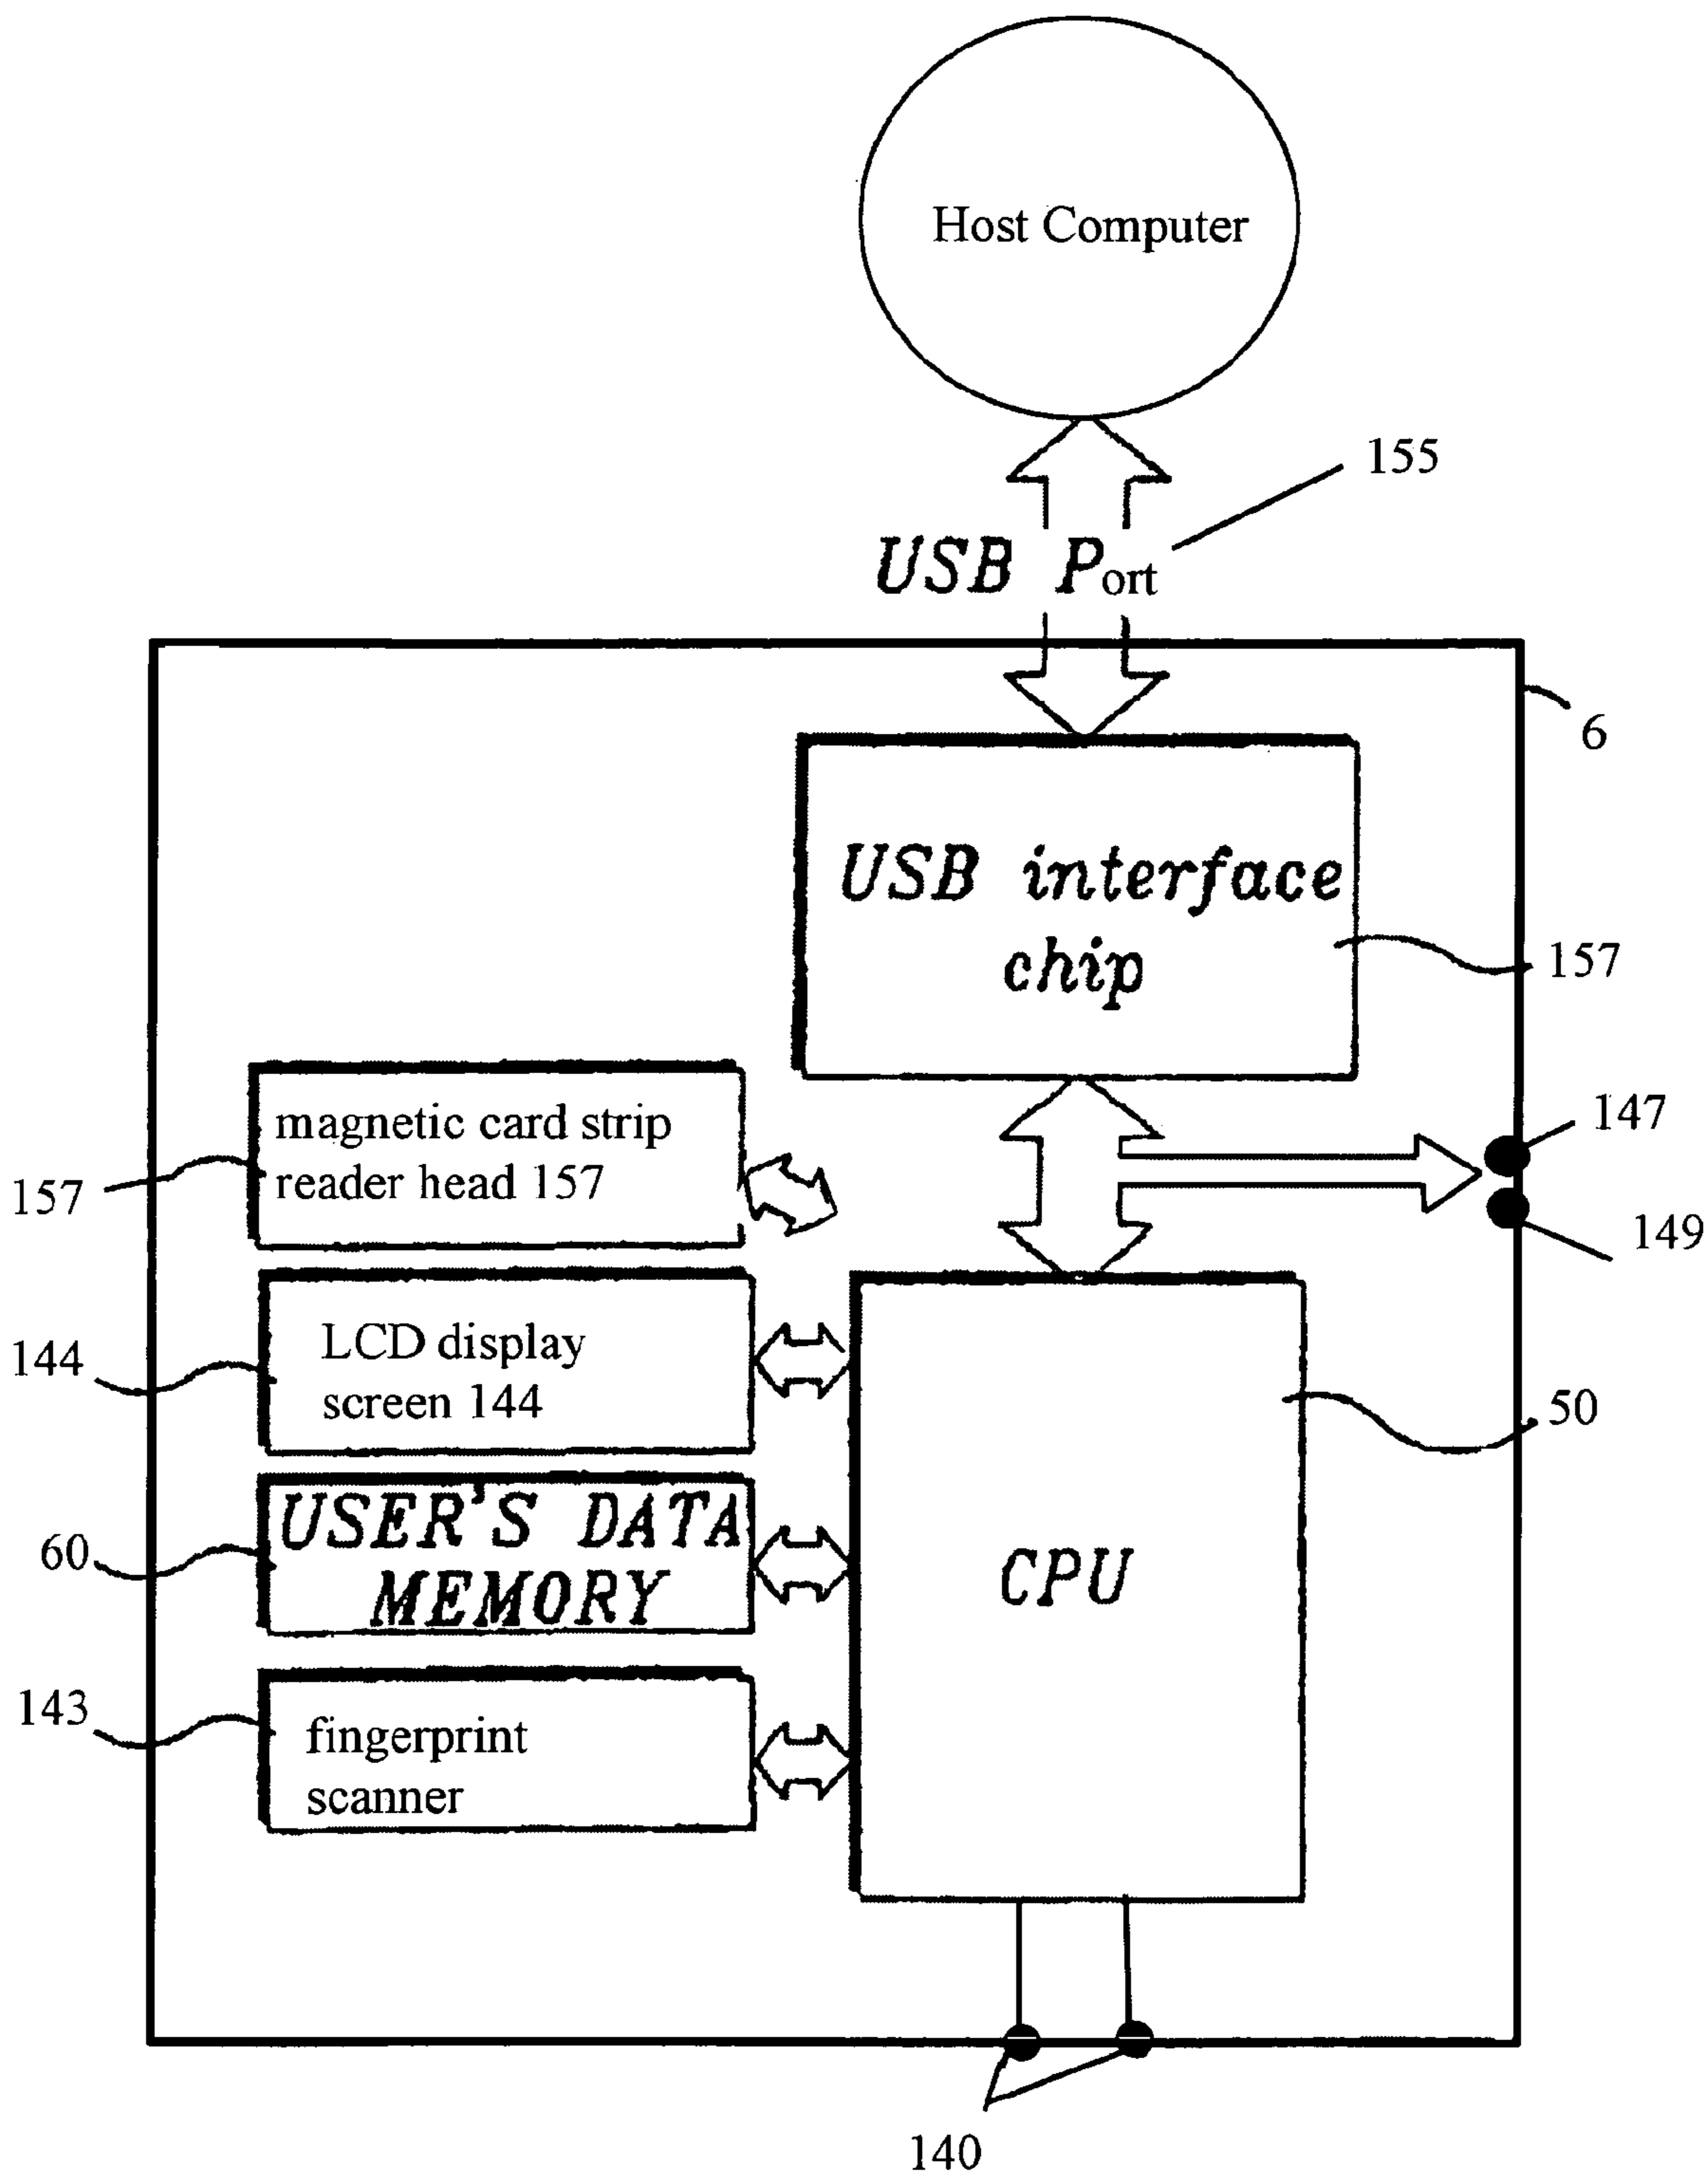 Host Computer
155
USB Port
6
USB interface
chip
157
147
magnetic card strip
reader head 157
157
149
LCD display
screen 144
144
50
USER'S DATA
MEMORY
60
CPU
143
fingerprint
scanner
140